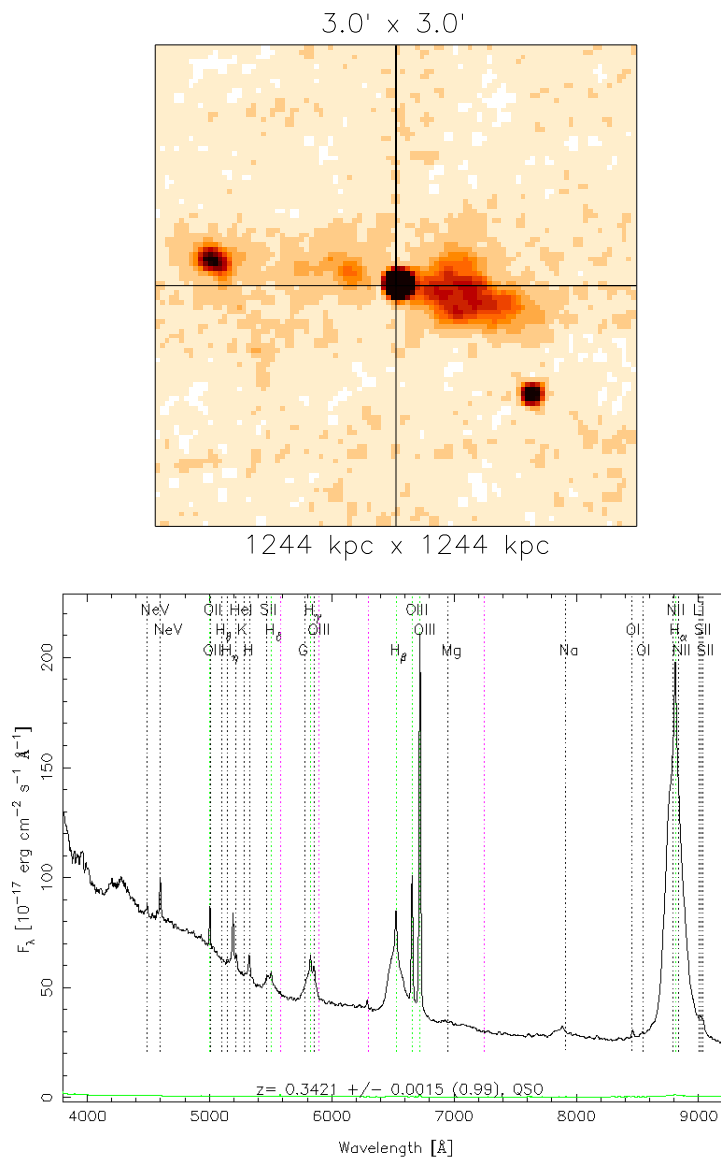 3.0' x 3.0'
1244 kpc x 1244 kpc
NeV OII HeI SII Hγ OIII NII Li
NeV Hθ K Hδ OIII OIII OI Hα SII
OII Hη H G Hβ Mg Na OI NII SII
200
150
100
50
0
F_λ [10⁻¹⁷ erg cm⁻² s⁻¹ Å⁻¹]
z= 0.3421 +/- 0.0015 (0.99), QSO
4000 5000 6000 7000 8000 9000
Wavelength [Å]